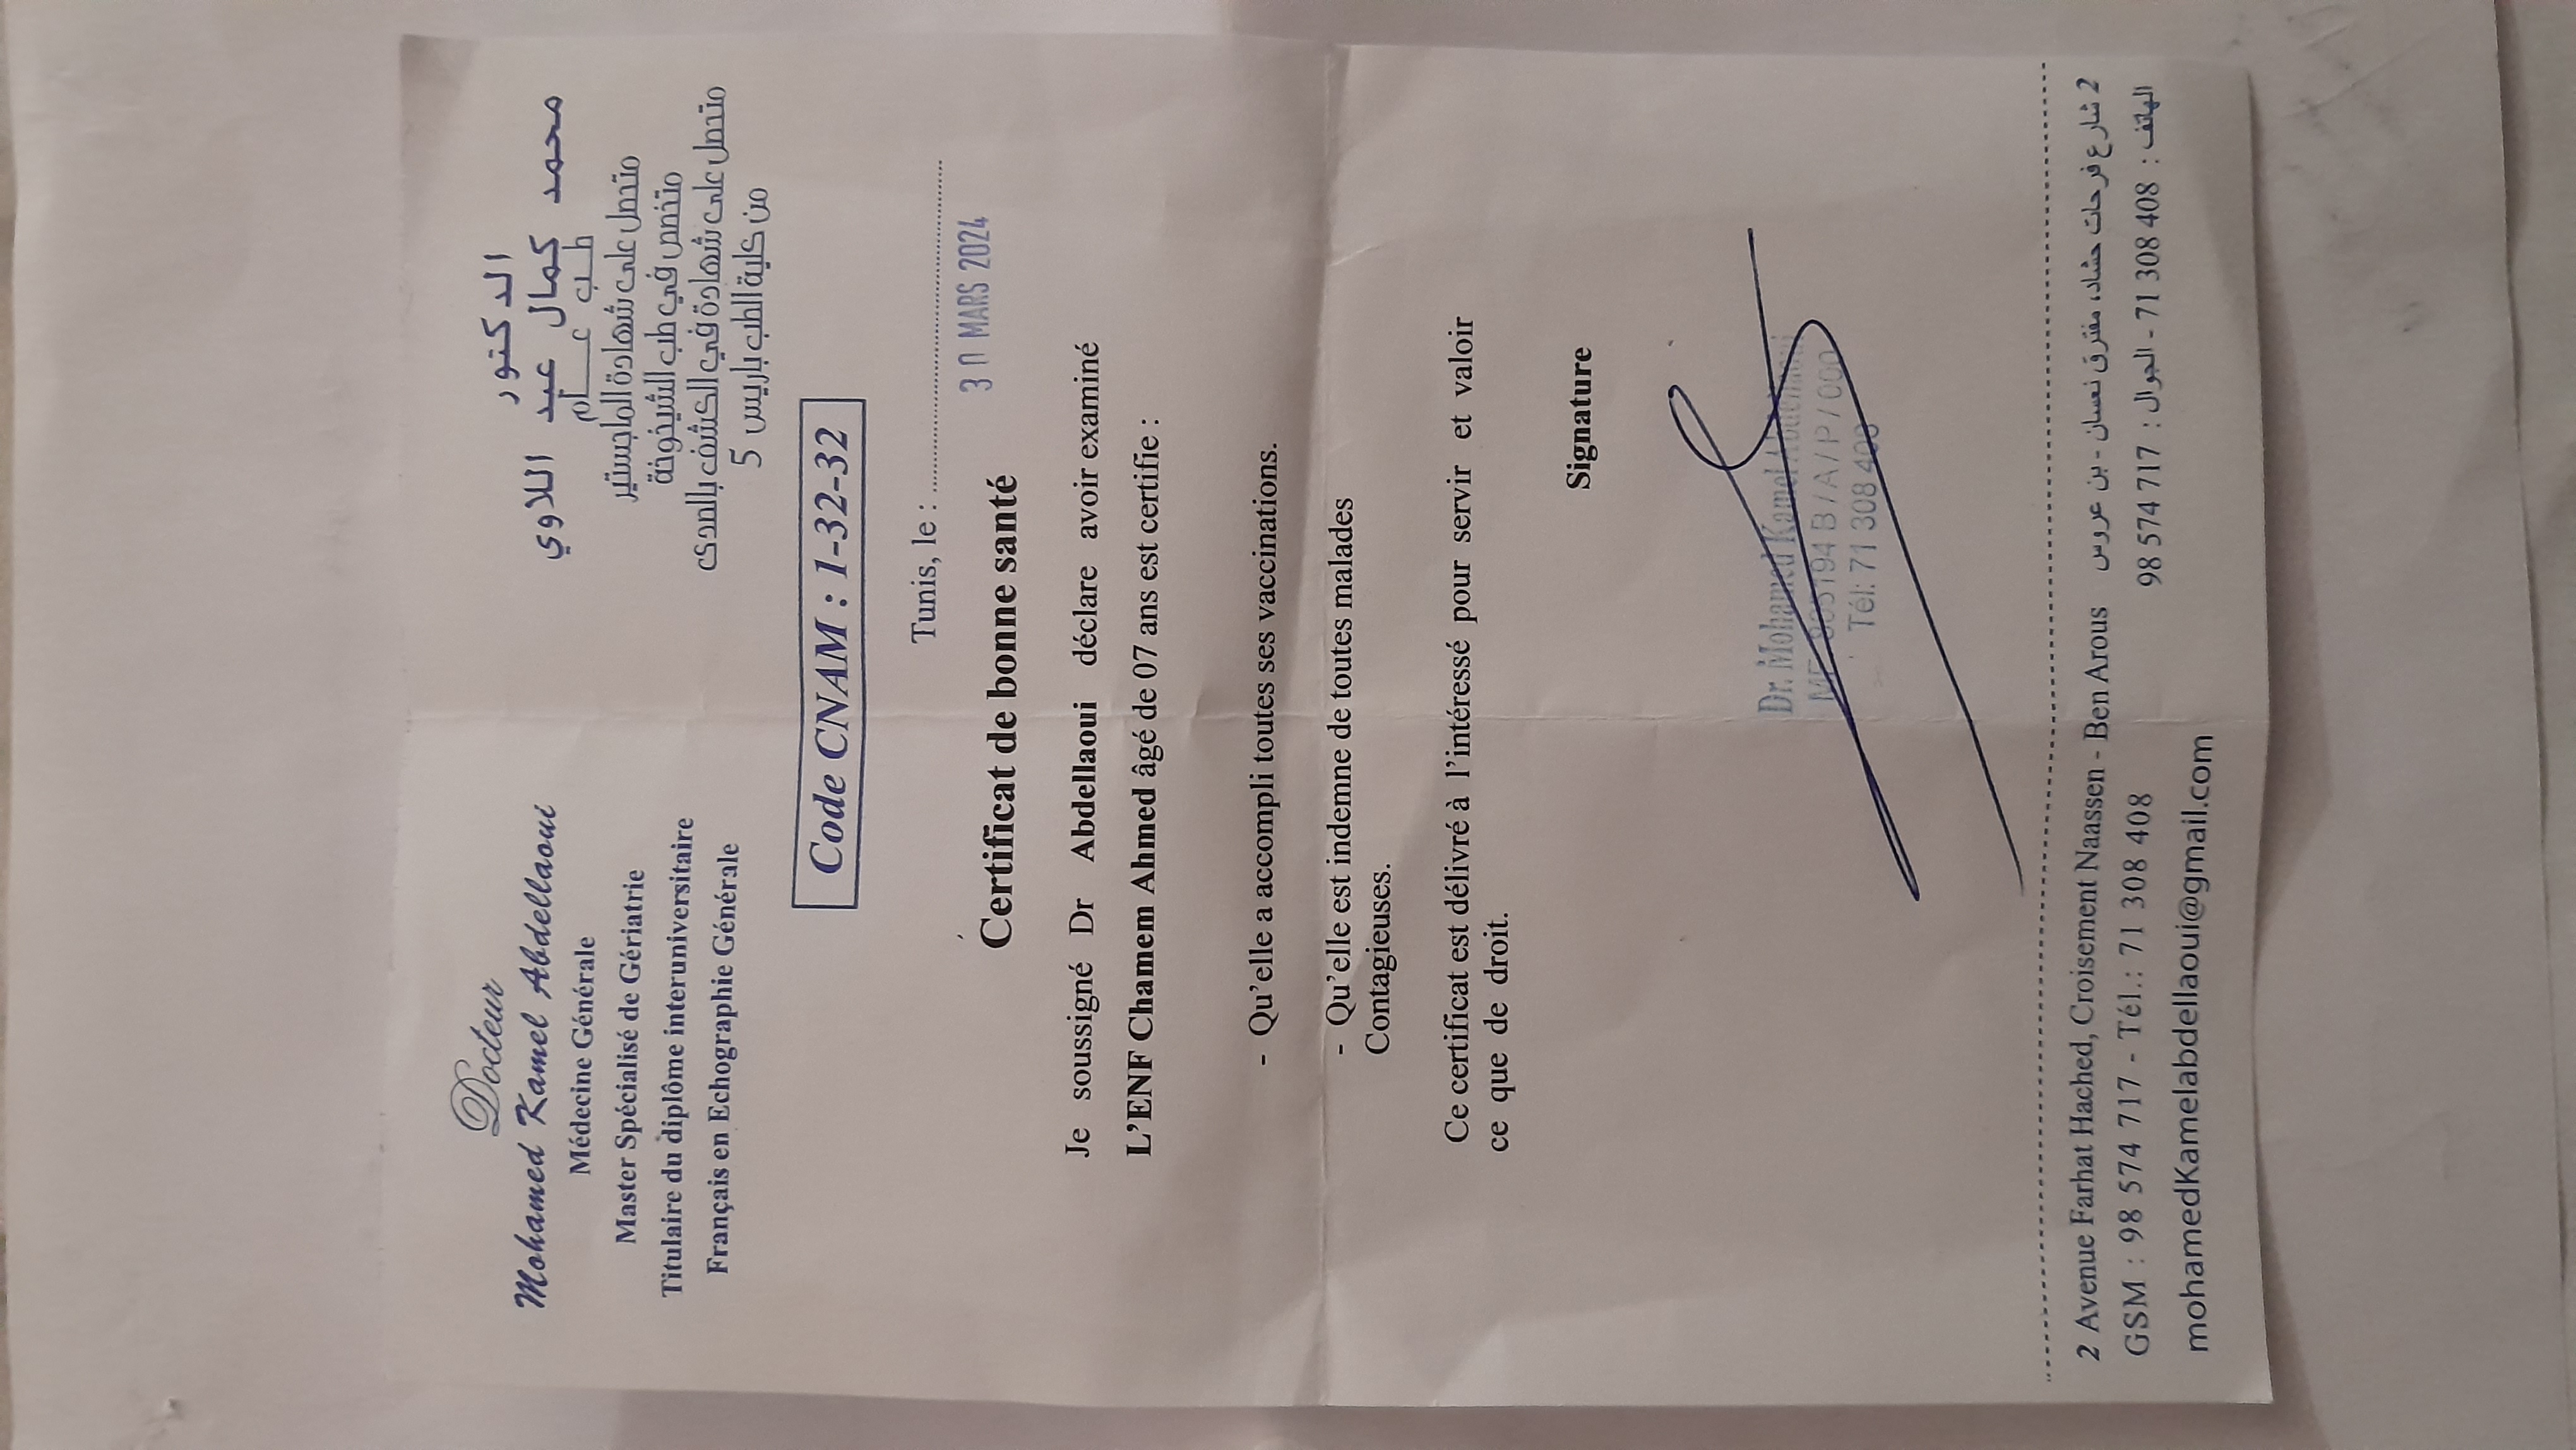 Docteur
Mohamed Kamel Abdellaoui
Médecine Générale
Master Spécialisé de Gériatrie
Titulaire du diplôme interuniversitaire
Français en Echographie Générale
الدكتور
محمد كمال عبد اللاوي
طب عام
متحصل على شهادة الماجستير
مختص في طب الشيخوخة
متحصل على شهادة في الكشف بالصدى
من كلية الطب باريس 5
Code CNAM : 1-32-32
Tunis, le :
30 MARS 2024
Certificat de bonne santé
Je soussigné Dr Abdellaoui déclare avoir examiné
L'ENF Chamem Ahmed âgé de 07 ans est certifie :
- Qu'elle a accompli toutes ses vaccinations.
- Qu'elle est indemne de toutes malades
Contagieuses.
Ce certificat est délivré à l'intéressé pour servir et valoir
ce que de droit.
Signature
Dr. Mohamed Kamel
Tél: 71 308 408
2 Avenue Farhat Hached, Croisement Naassen - Ben Arous
2 شارع فرحات حشاد، مفترق نعسان - بن عروس
GSM : 98 574 717 - Tél.: 71 308 408
الهاتف : 71 308 408 - الجوال : 98 574 717
mohamedKamelabdellaoui@gmail.com